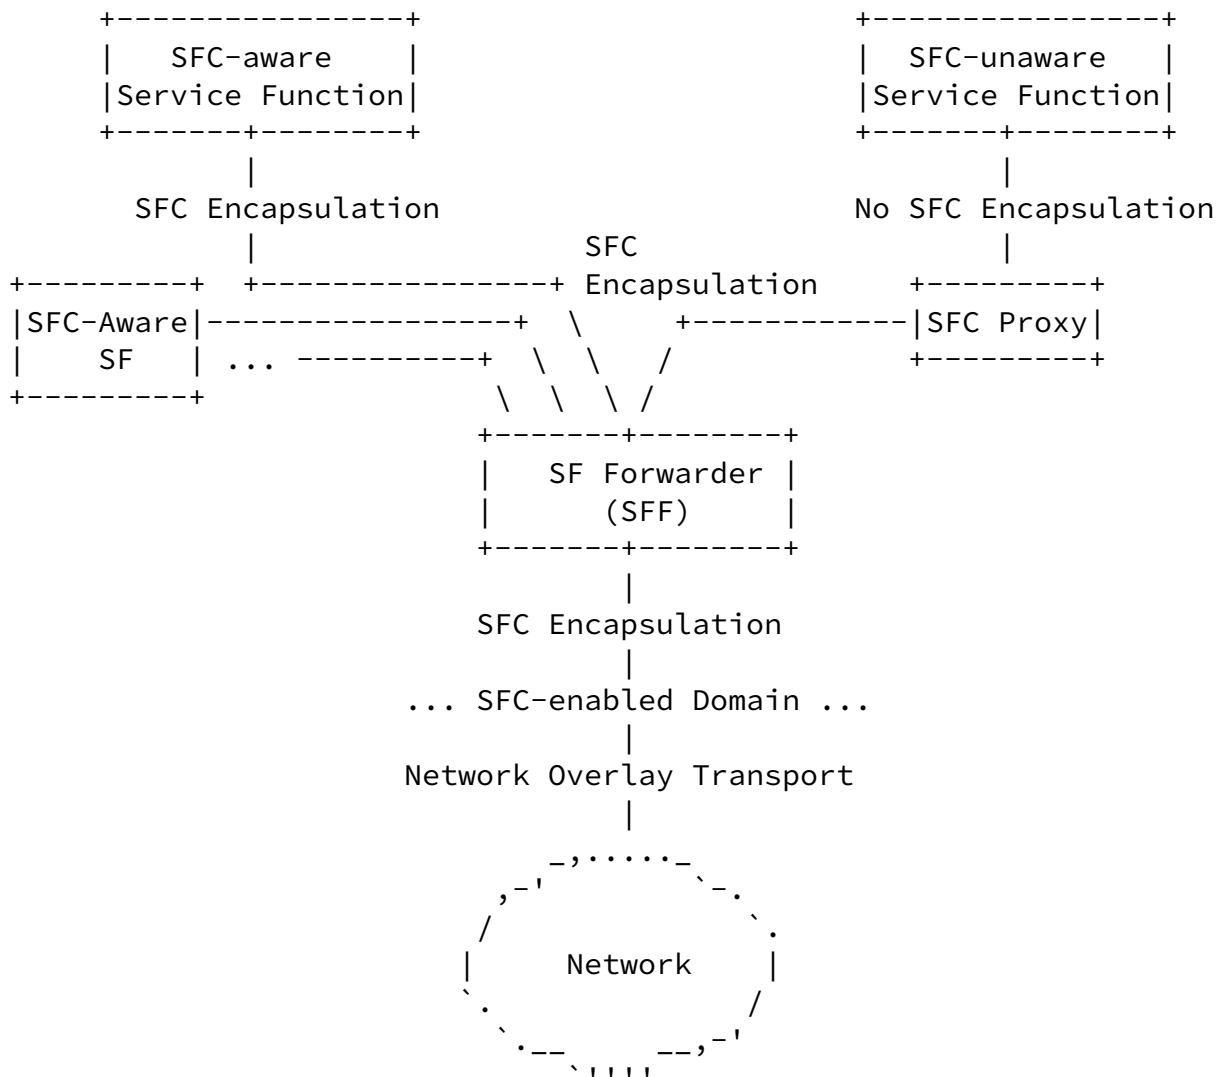 SFC-aware SFC-unaware
Service Function Service Function
SFC Encapsulation No SFC Encapsulation
SFC
Encapsulation
SFC-Aware SFC Proxy
SF ...
SF Forwarder
(SFF)
SFC Encapsulation
... SFC-enabled Domain ...
Network Overlay Transport
Network